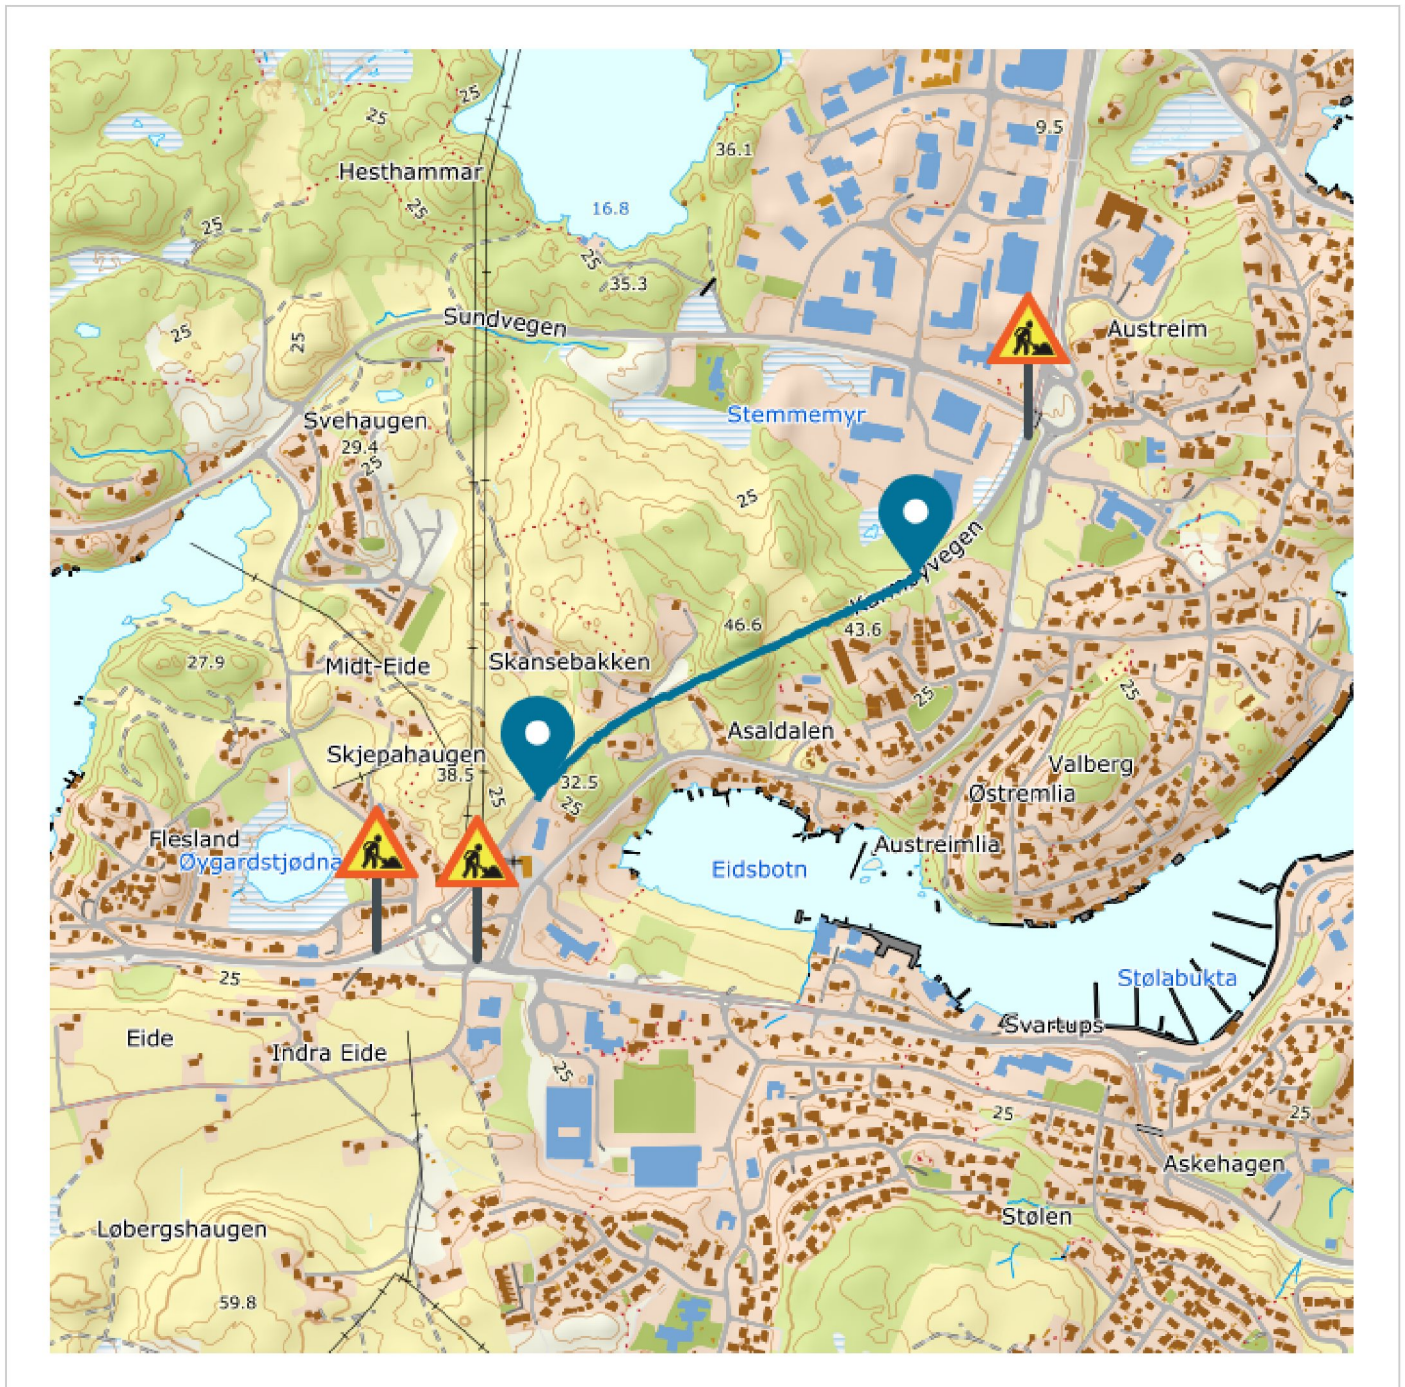 25
25
9.5
36.1
Hesthammar
25
16.8
25
25
35.3
Sundvegen
25
25
Austreim
Stemmemyr
Svehaugen
29.4
25
25
Karmøyvegen
46.6
43.6
27.9
Midt-Eide
Skansebakken
25
25
Asaldalen
Skjepahaugen
38.5
32.5
25
25
Valberg
Østremlia
Flesland
Øygardstjødna
Eidsbotn
Austreimlia
25
Stølabukta
Svartups
Eide
Indra Eide
25
25
25
Askehagen
Stølen
Løbergshaugen
59.8